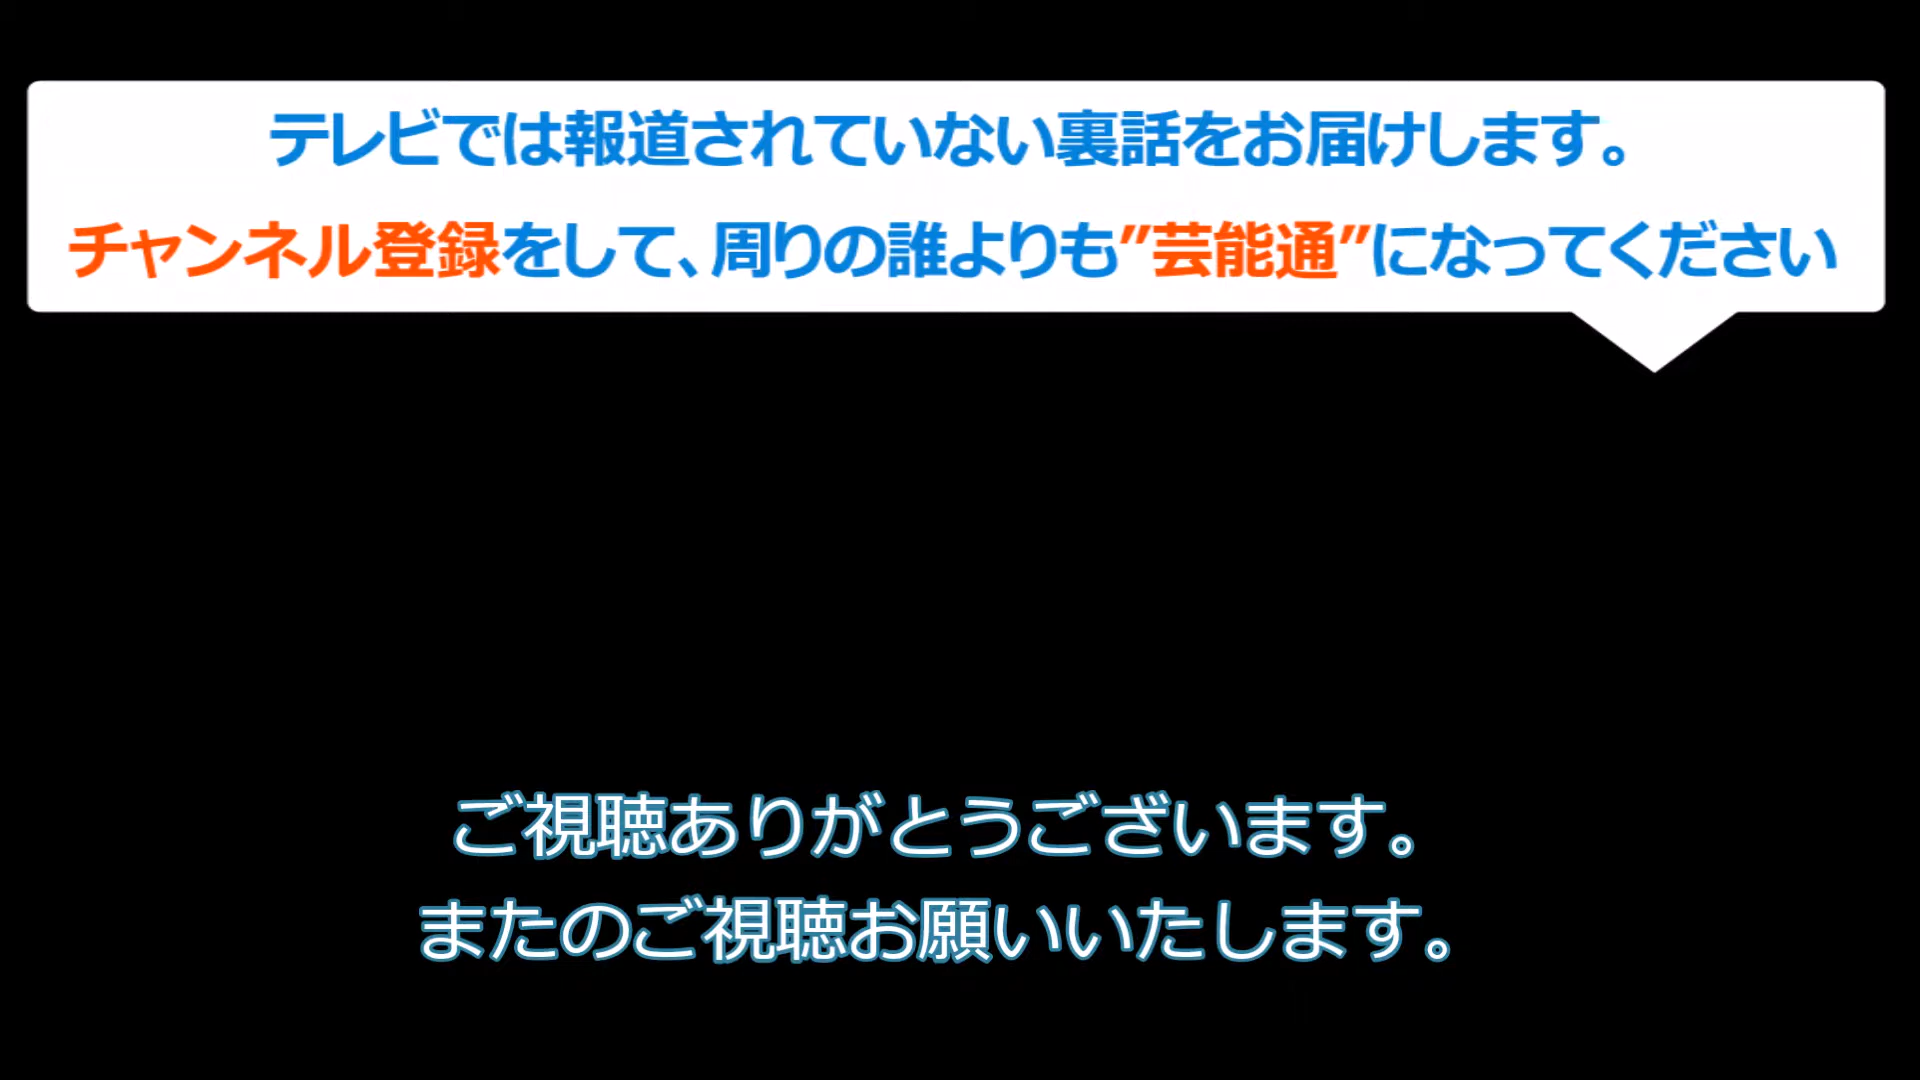 テレビでは報道されていない裏話をお届けします。
チャンネル登録をして、周りの誰よりも”芸能通”になってください
ご視聴ありがとうございます。
またのご視聴お願いいたします。